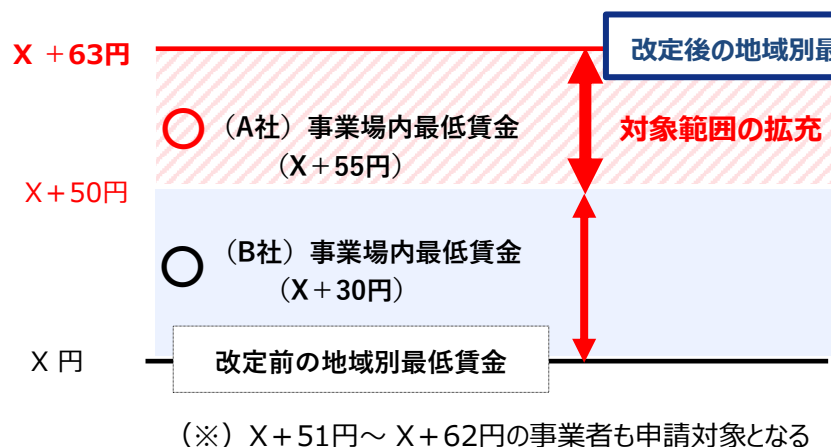 X +63円
改定後の地域別最
○ (A社) 事業場内最低賃金
(X+55円)
対象範囲の拡充
X+50円
○ (B社) 事業場内最低賃金
(X+30円)
X 円
改定前の地域別最低賃金
(※) X+51円~ X+62円の事業者も申請対象となる